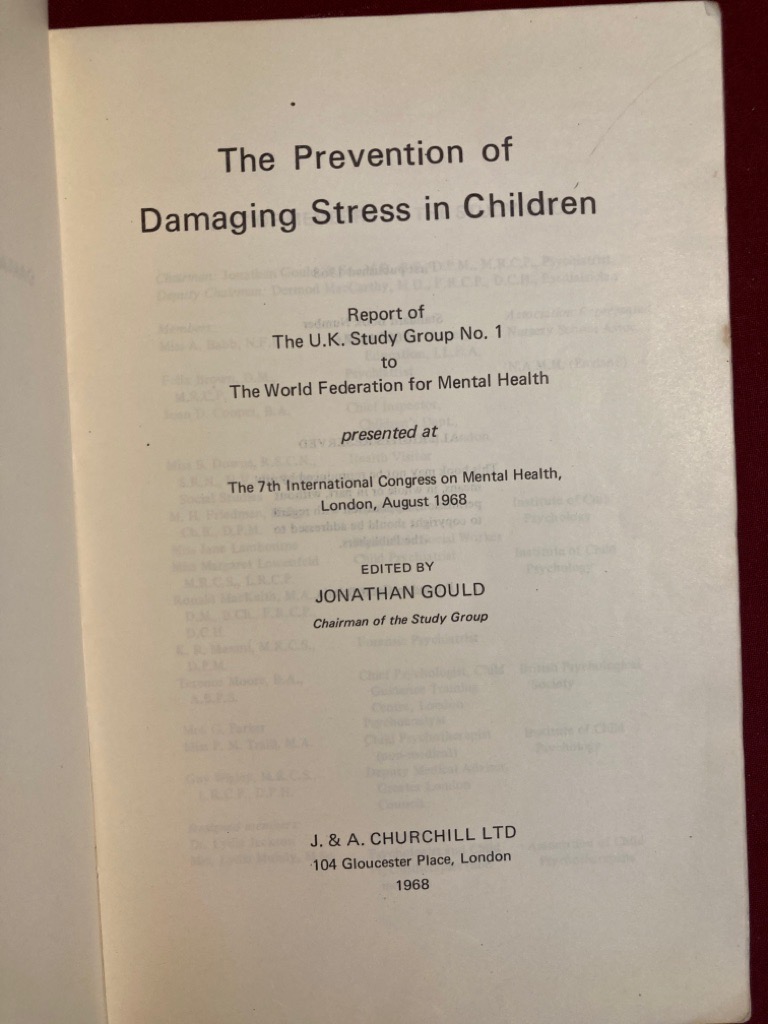 The Prevention of
Damaging Stress in Children
Report of
The U.K. Study Group No. 1
to
The World Federation for Mental Health
presented at
The 7th International Congress on Mental Health,
London, August 1968
EDITED BY
JONATHAN GOULD
Chairman of the Study Group
J. & A. CHURCHILL LTD
104 Gloucester Place, London
1968